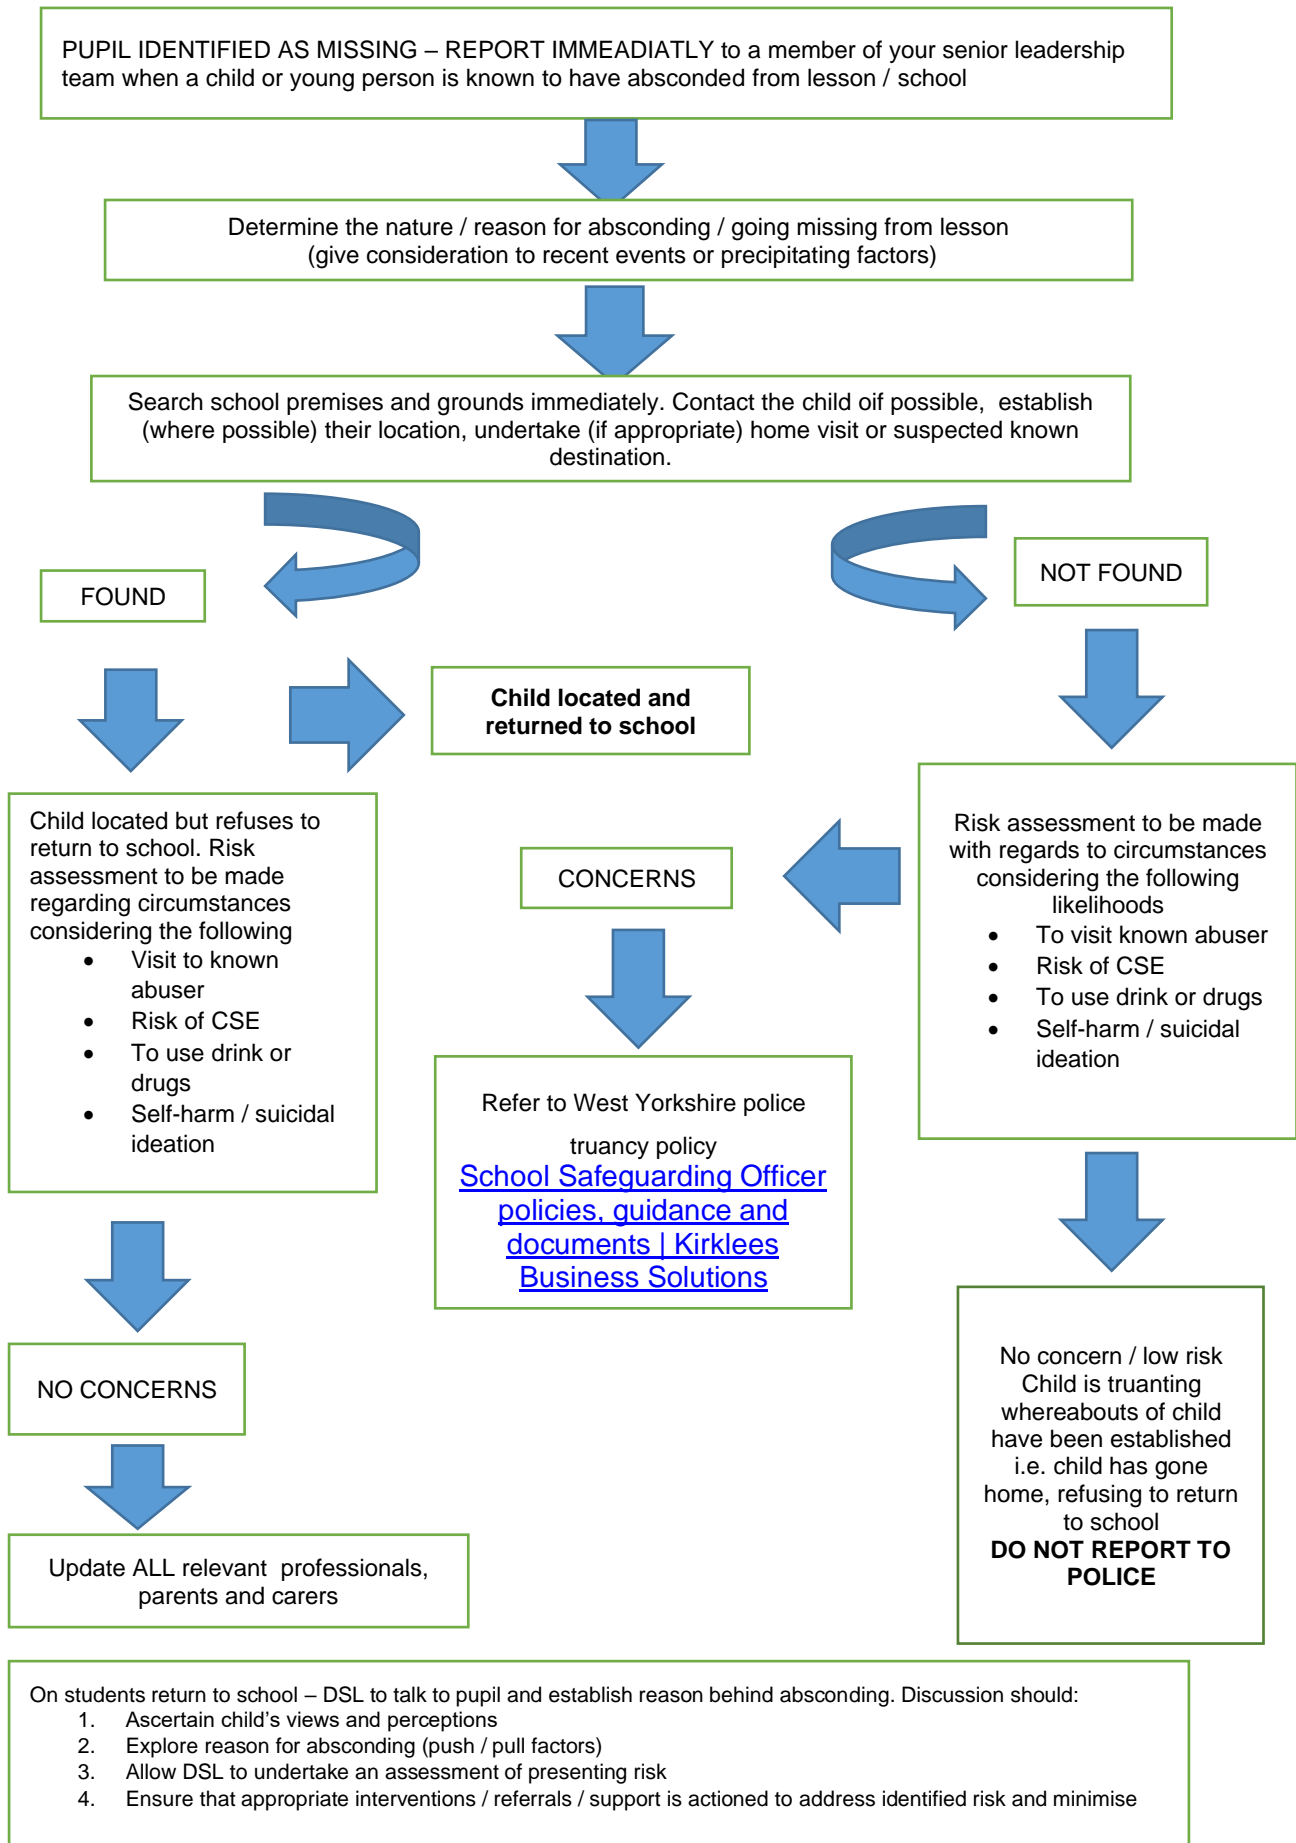 PUPIL IDENTIFIED AS MISSING – REPORT IMMEADIATLY to a member of your senior leadership
team when a child or young person is known to have absconded from lesson / school
Determine the nature / reason for absconding / going missing from lesson
(give consideration to recent events or precipitating factors)
Search school premises and grounds immediately. Contact the child oif possible,  establish
(where possible) their location, undertake (if appropriate) home visit or suspected known
destination.
FOUND
NOT FOUND
Child located and
returned to school
Child located but refuses to
return to school. Risk
assessment to be made
regarding circumstances
considering the following
• Visit to known
abuser
• Risk of CSE
• To use drink or
drugs
• Self-harm / suicidal
ideation
CONCERNS
Risk assessment to be made
with regards to circumstances
considering the following
likelihoods
• To visit known abuser
• Risk of CSE
• To use drink or drugs
• Self-harm / suicidal
ideation
Refer to West Yorkshire police
truancy policy
School Safeguarding Officer
policies, guidance and
documents | Kirklees
Business Solutions
NO CONCERNS
No concern / low risk
Child is truanting
whereabouts of child
have been established
i.e. child has gone
home, refusing to return
to school
DO NOT REPORT TO
POLICE
Update ALL relevant  professionals,
parents and carers
On students return to school – DSL to talk to pupil and establish reason behind absconding. Discussion should:
1. Ascertain child’s views and perceptions
2. Explore reason for absconding (push / pull factors)
3. Allow DSL to undertake an assessment of presenting risk
4. Ensure that appropriate interventions / referrals / support is actioned to address identified risk and minimise